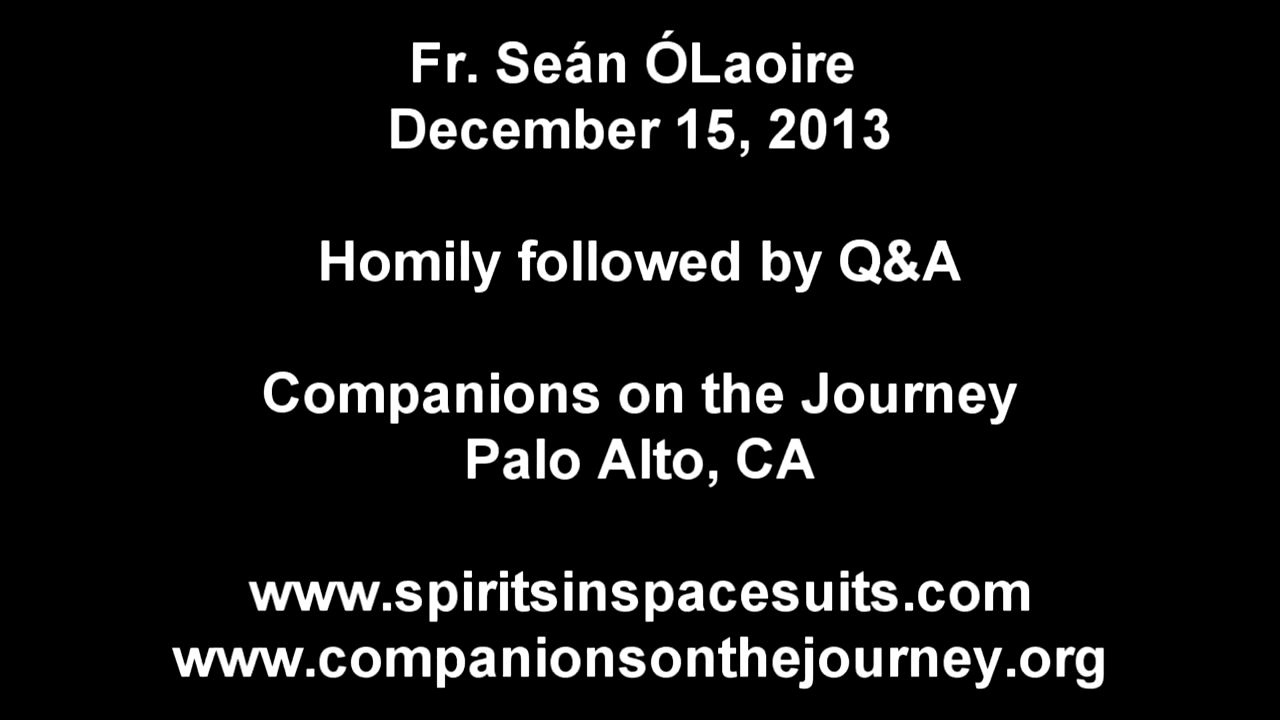 Fr. Seán ÓLaoire
December 15, 2013
Homily followed by Q&A
Companions on the Journey
Palo Alto, CA
www.spiritsinspacesuits.com
www.companionsonthejourney.org